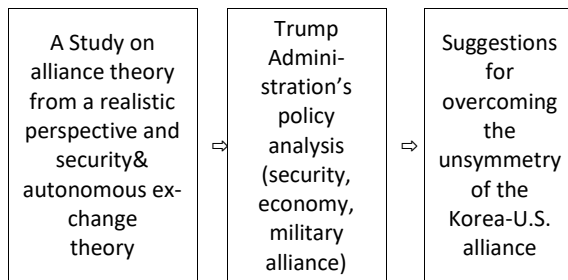 A Study on
alliance theory
from a realistic
perspective and
security&
autonomous ex-
change
theory
⇨
Trump
Admini-
stration’s
policy
analysis
(security,
economy,
military
alliance)
⇨
Suggestions
for
overcoming
the
unsymmetry
of the
Korea-U.S.
alliance